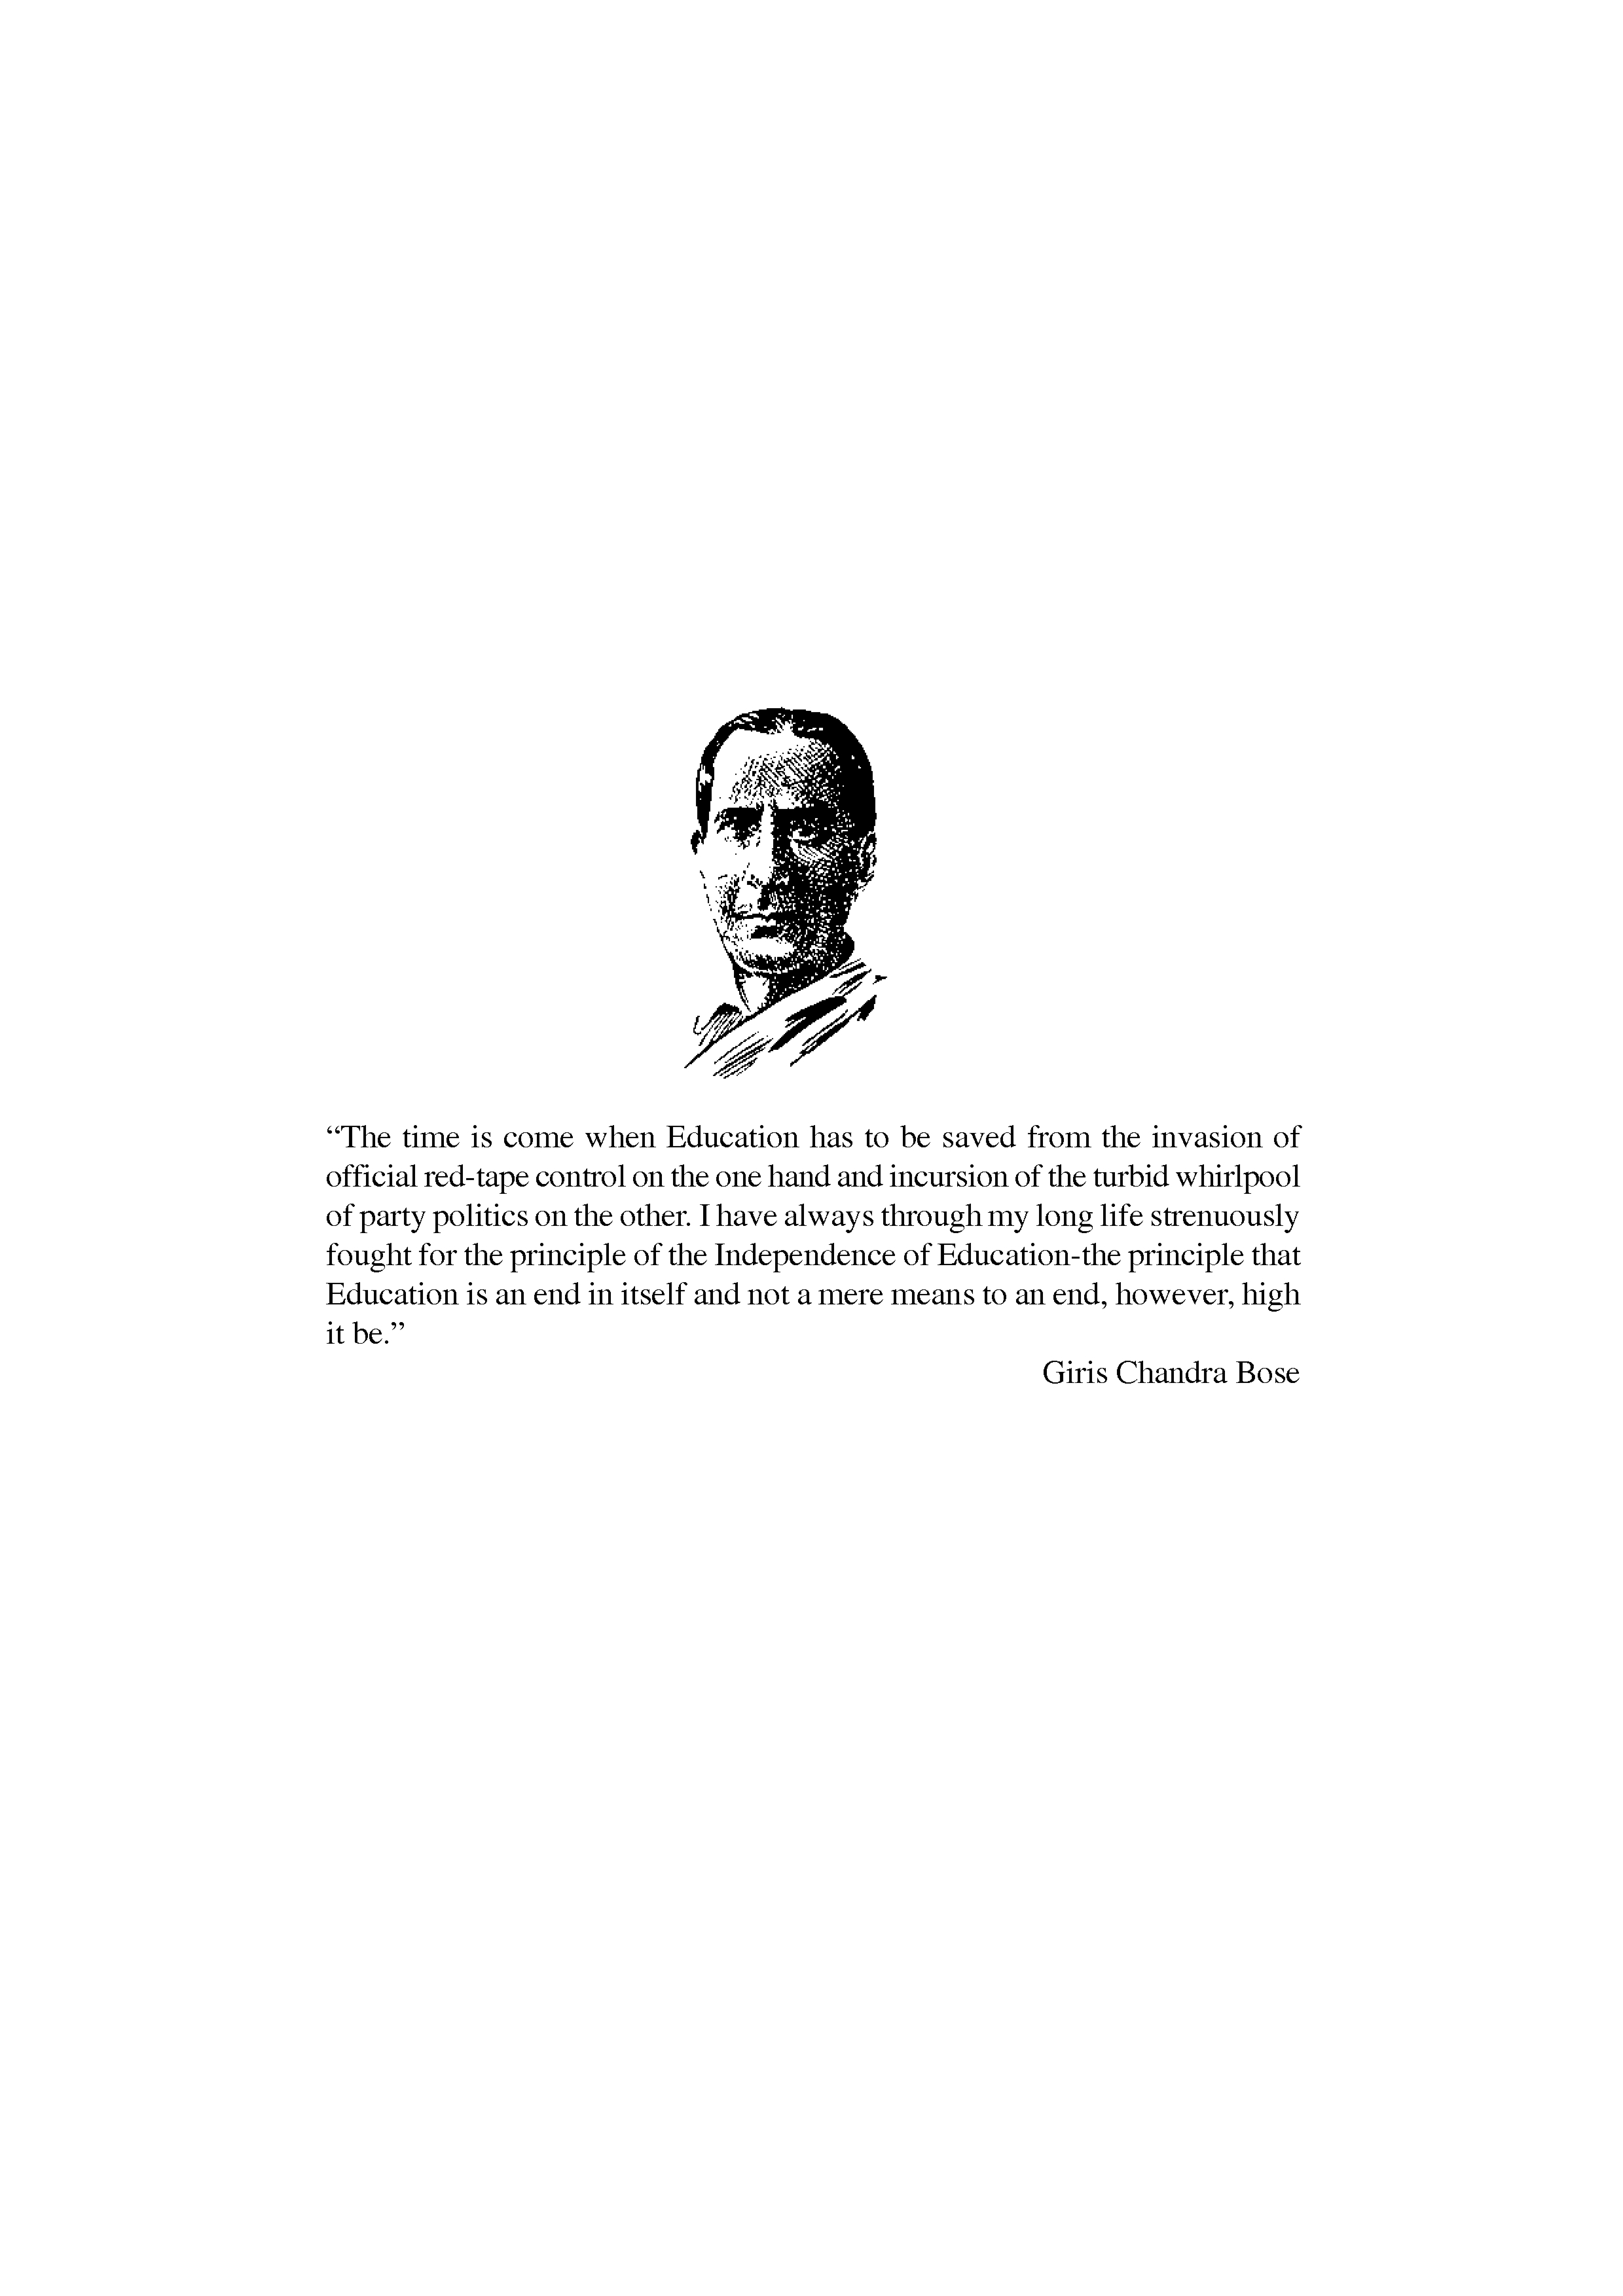 “The time is come when Education has to be saved from the invasion of
official red-tape control on the one hand and incursion of the turbid whirlpool
of party politics on the other. I have always through my long life strenuously
fought for the principle of the Independence of Education-the principle that
Education is an end in itself and not a mere means to an end, however, high
it be.”
Giris Chandra Bose